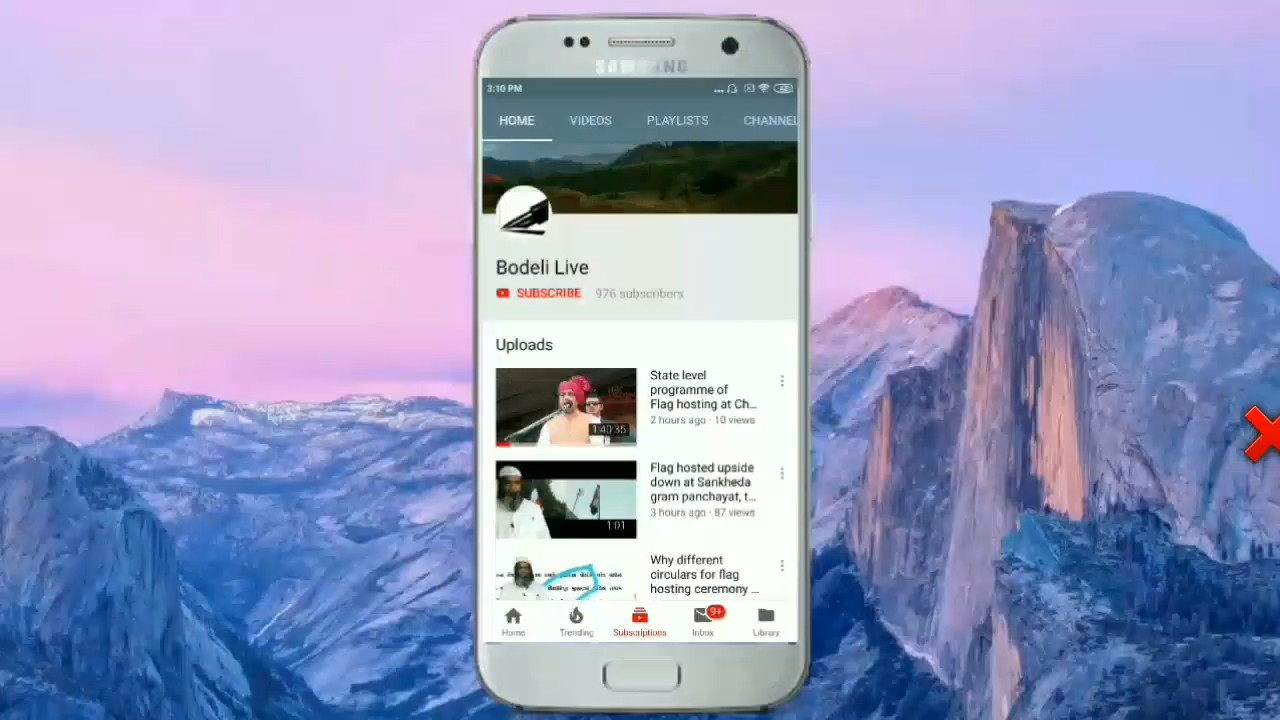 SAMSUNG
3:10 PM
HOME VIDEOS PLAYLISTS CHANNEL
Bodeli Live
SUBSCRIBE 976 subscribers
Uploads
State level
programme of
Flag hosting at Ch...
2 hours ago · 10 views
1:40:35
Flag hosted upside
down at Sankheda
gram panchayat, t...
3 hours ago · 87 views
1:01
Why different
circulars for flag
hosting ceremony ...
9+
Home Trending Subscriptions Inbox Library